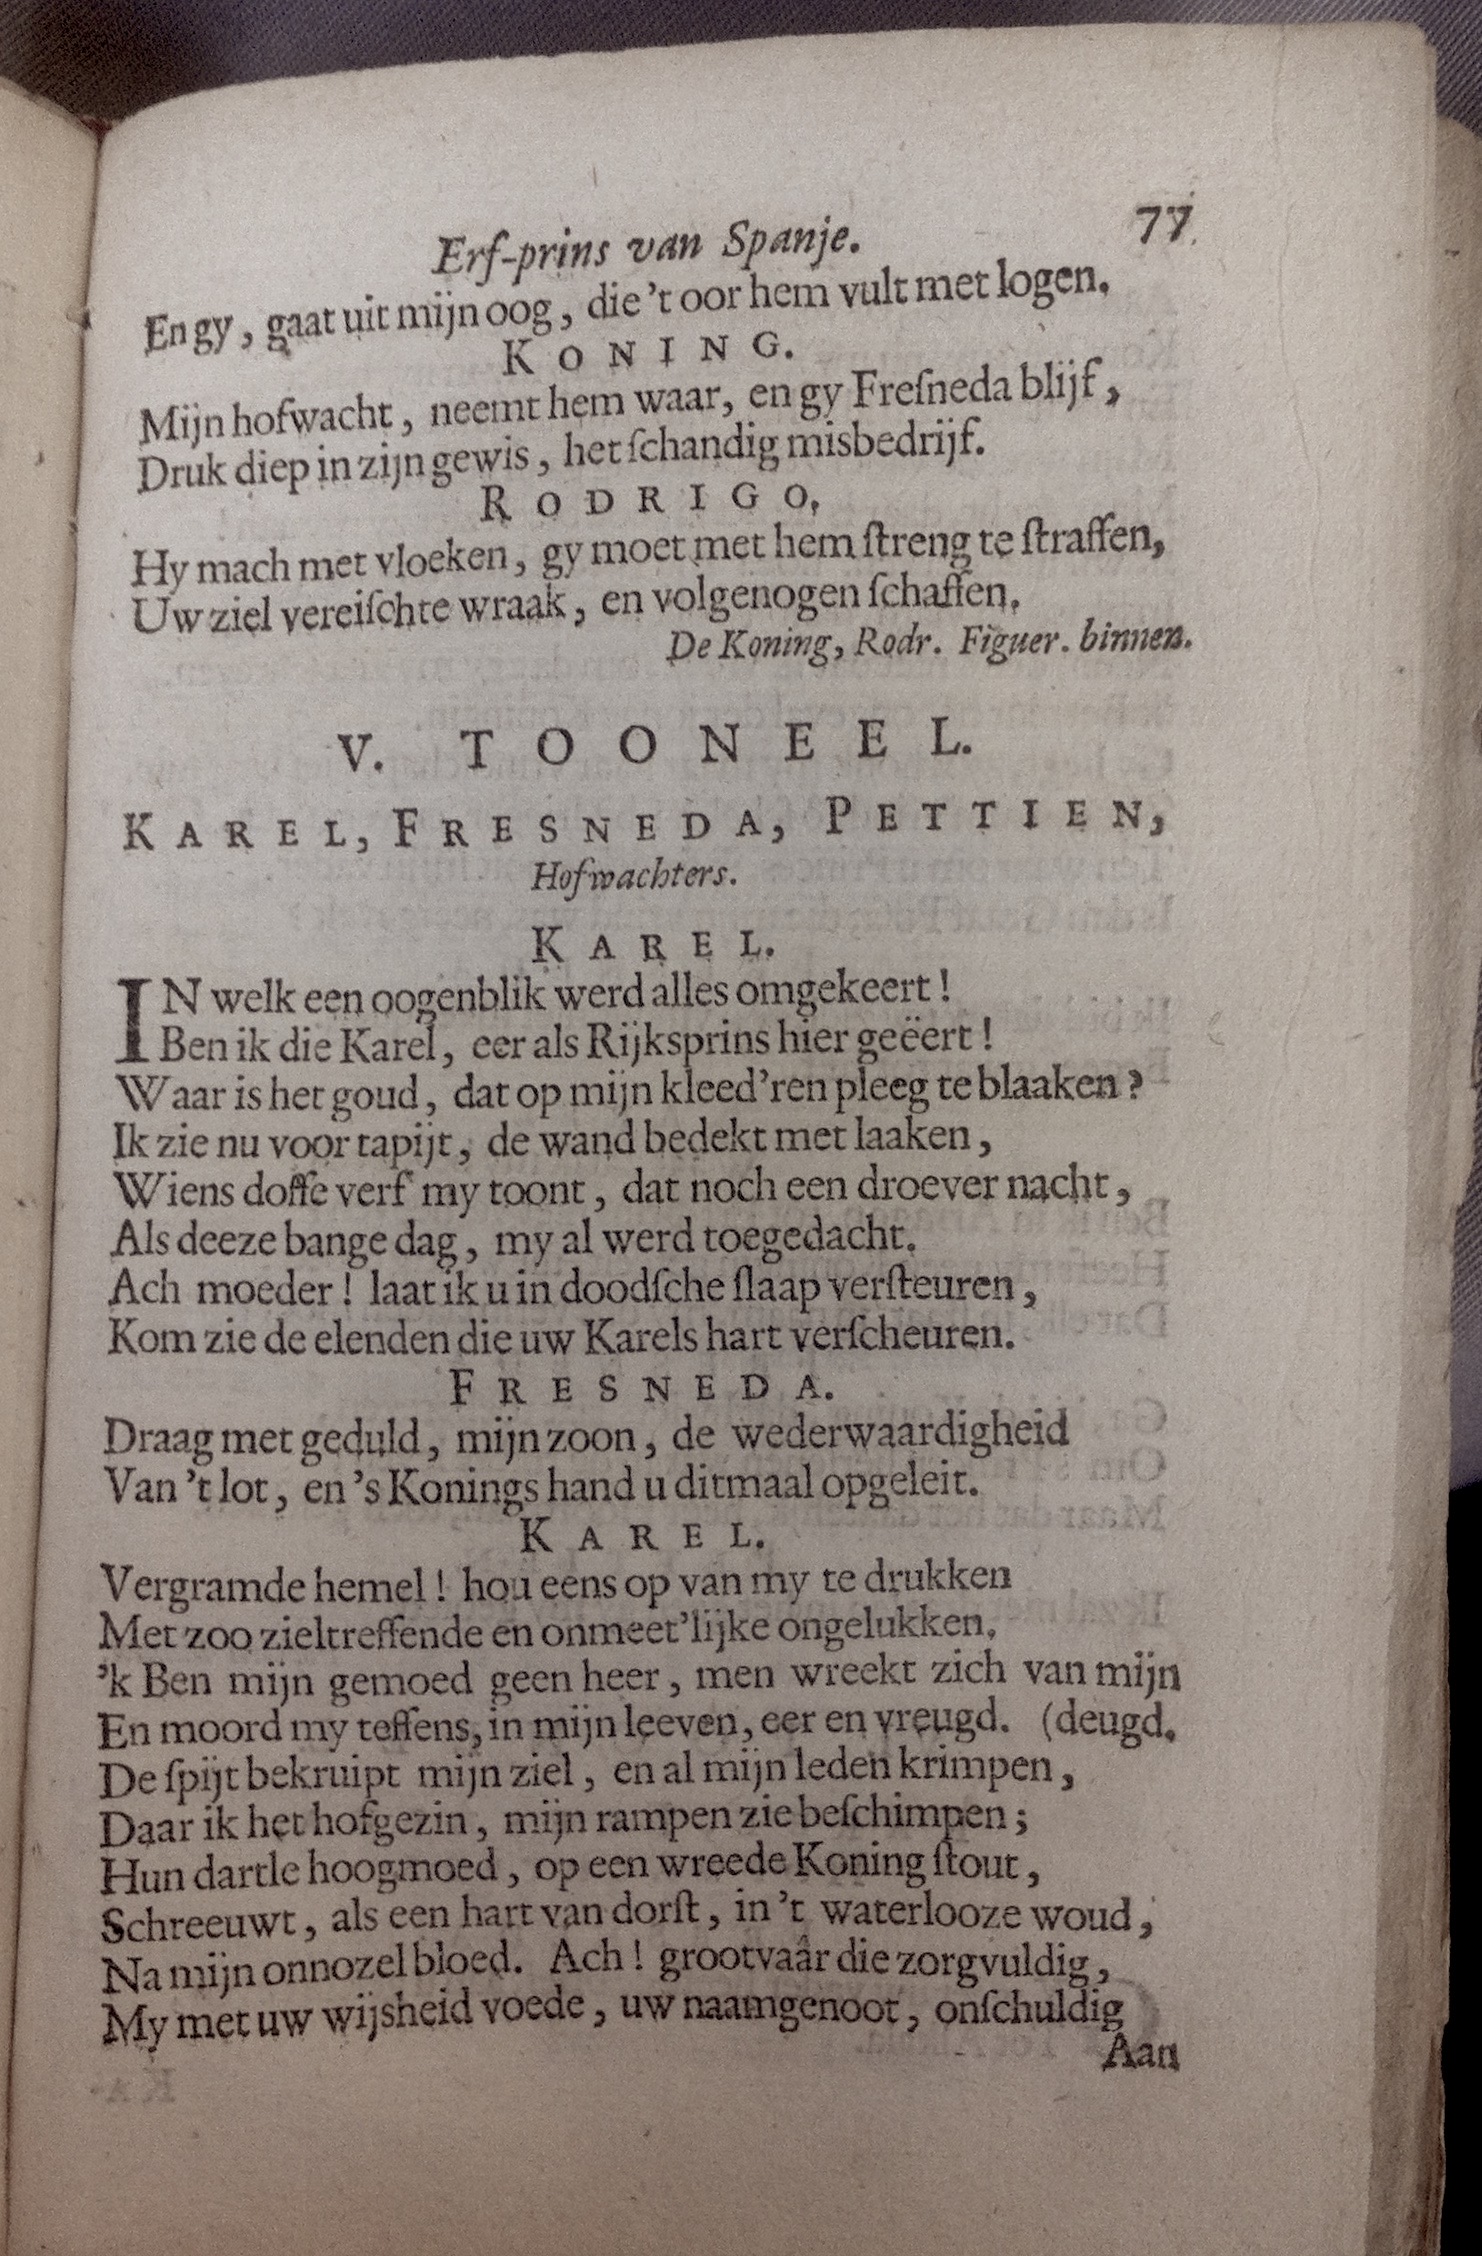 Erf-prins van Spanje. 77
En gy, gaat uit mijn oog, die 't oor hem vult met logen.
KONING.
Mijn hofwacht, neemt hem waar, en gy Freſneda blijf,
Druk diep in zijn gewis, het ſchandig misbedrijf.
RODRIGO.
Hy mach met vloeken, gy moet met hem ſtreng te ſtraffen,
Uw ziel vereiſchte wraak, en volgenogen ſchaffen.
De Koning, Rodr. Figuer. binnen.
V. TOONEEL.
KAREL, FRESNEDA, PETTIEN,
Hofwachters.
KAREL.
IN welk een oogenblik werd alles omgekeert!
Ben ik die Karel, eer als Rijksprins hier geëert!
Waar is het goud, dat op mijn kleed'ren pleeg te blaaken?
Ik zie nu voor tapijt, de wand bedekt met laaken,
Wiens doffe verf my toont, dat noch een droever nacht,
Als deeze bange dag, my al werd toegedacht.
Ach moeder! laat ik u in doodſche ſlaap verſteuren,
Kom zie de elenden die uw Karels hart verſcheuren.
FRESNEDA.
Draag met geduld, mijn zoon, de wederwaardigheid
Van 't lot, en 's Konings hand u ditmaal opgeleit.
KAREL.
Vergramde hemel! hou eens op van my te drukken
Met zoo zieltreffende en onmeet'lijke ongelukken.
'k Ben mijn gemoed geen heer, men wreekt zich van mijn
En moord my teffens, in mijn leeven, eer en vreugd. (deugd.
De ſpijt bekruipt mijn ziel, en al mijn leden krimpen,
Daar ik het hofgezin, mijn rampen zie beſchimpen;
Hun dartle hoogmoed, op een wreede Koning ſtout,
Schreeuwt, als een hart van dorſt, in 't waterlooze woud,
Na mijn onnozel bloed. Ach! grootvaâr die zorgvuldig,
My met uw wijsheid voede, uw naamgenoot, onſchuldig
Aan